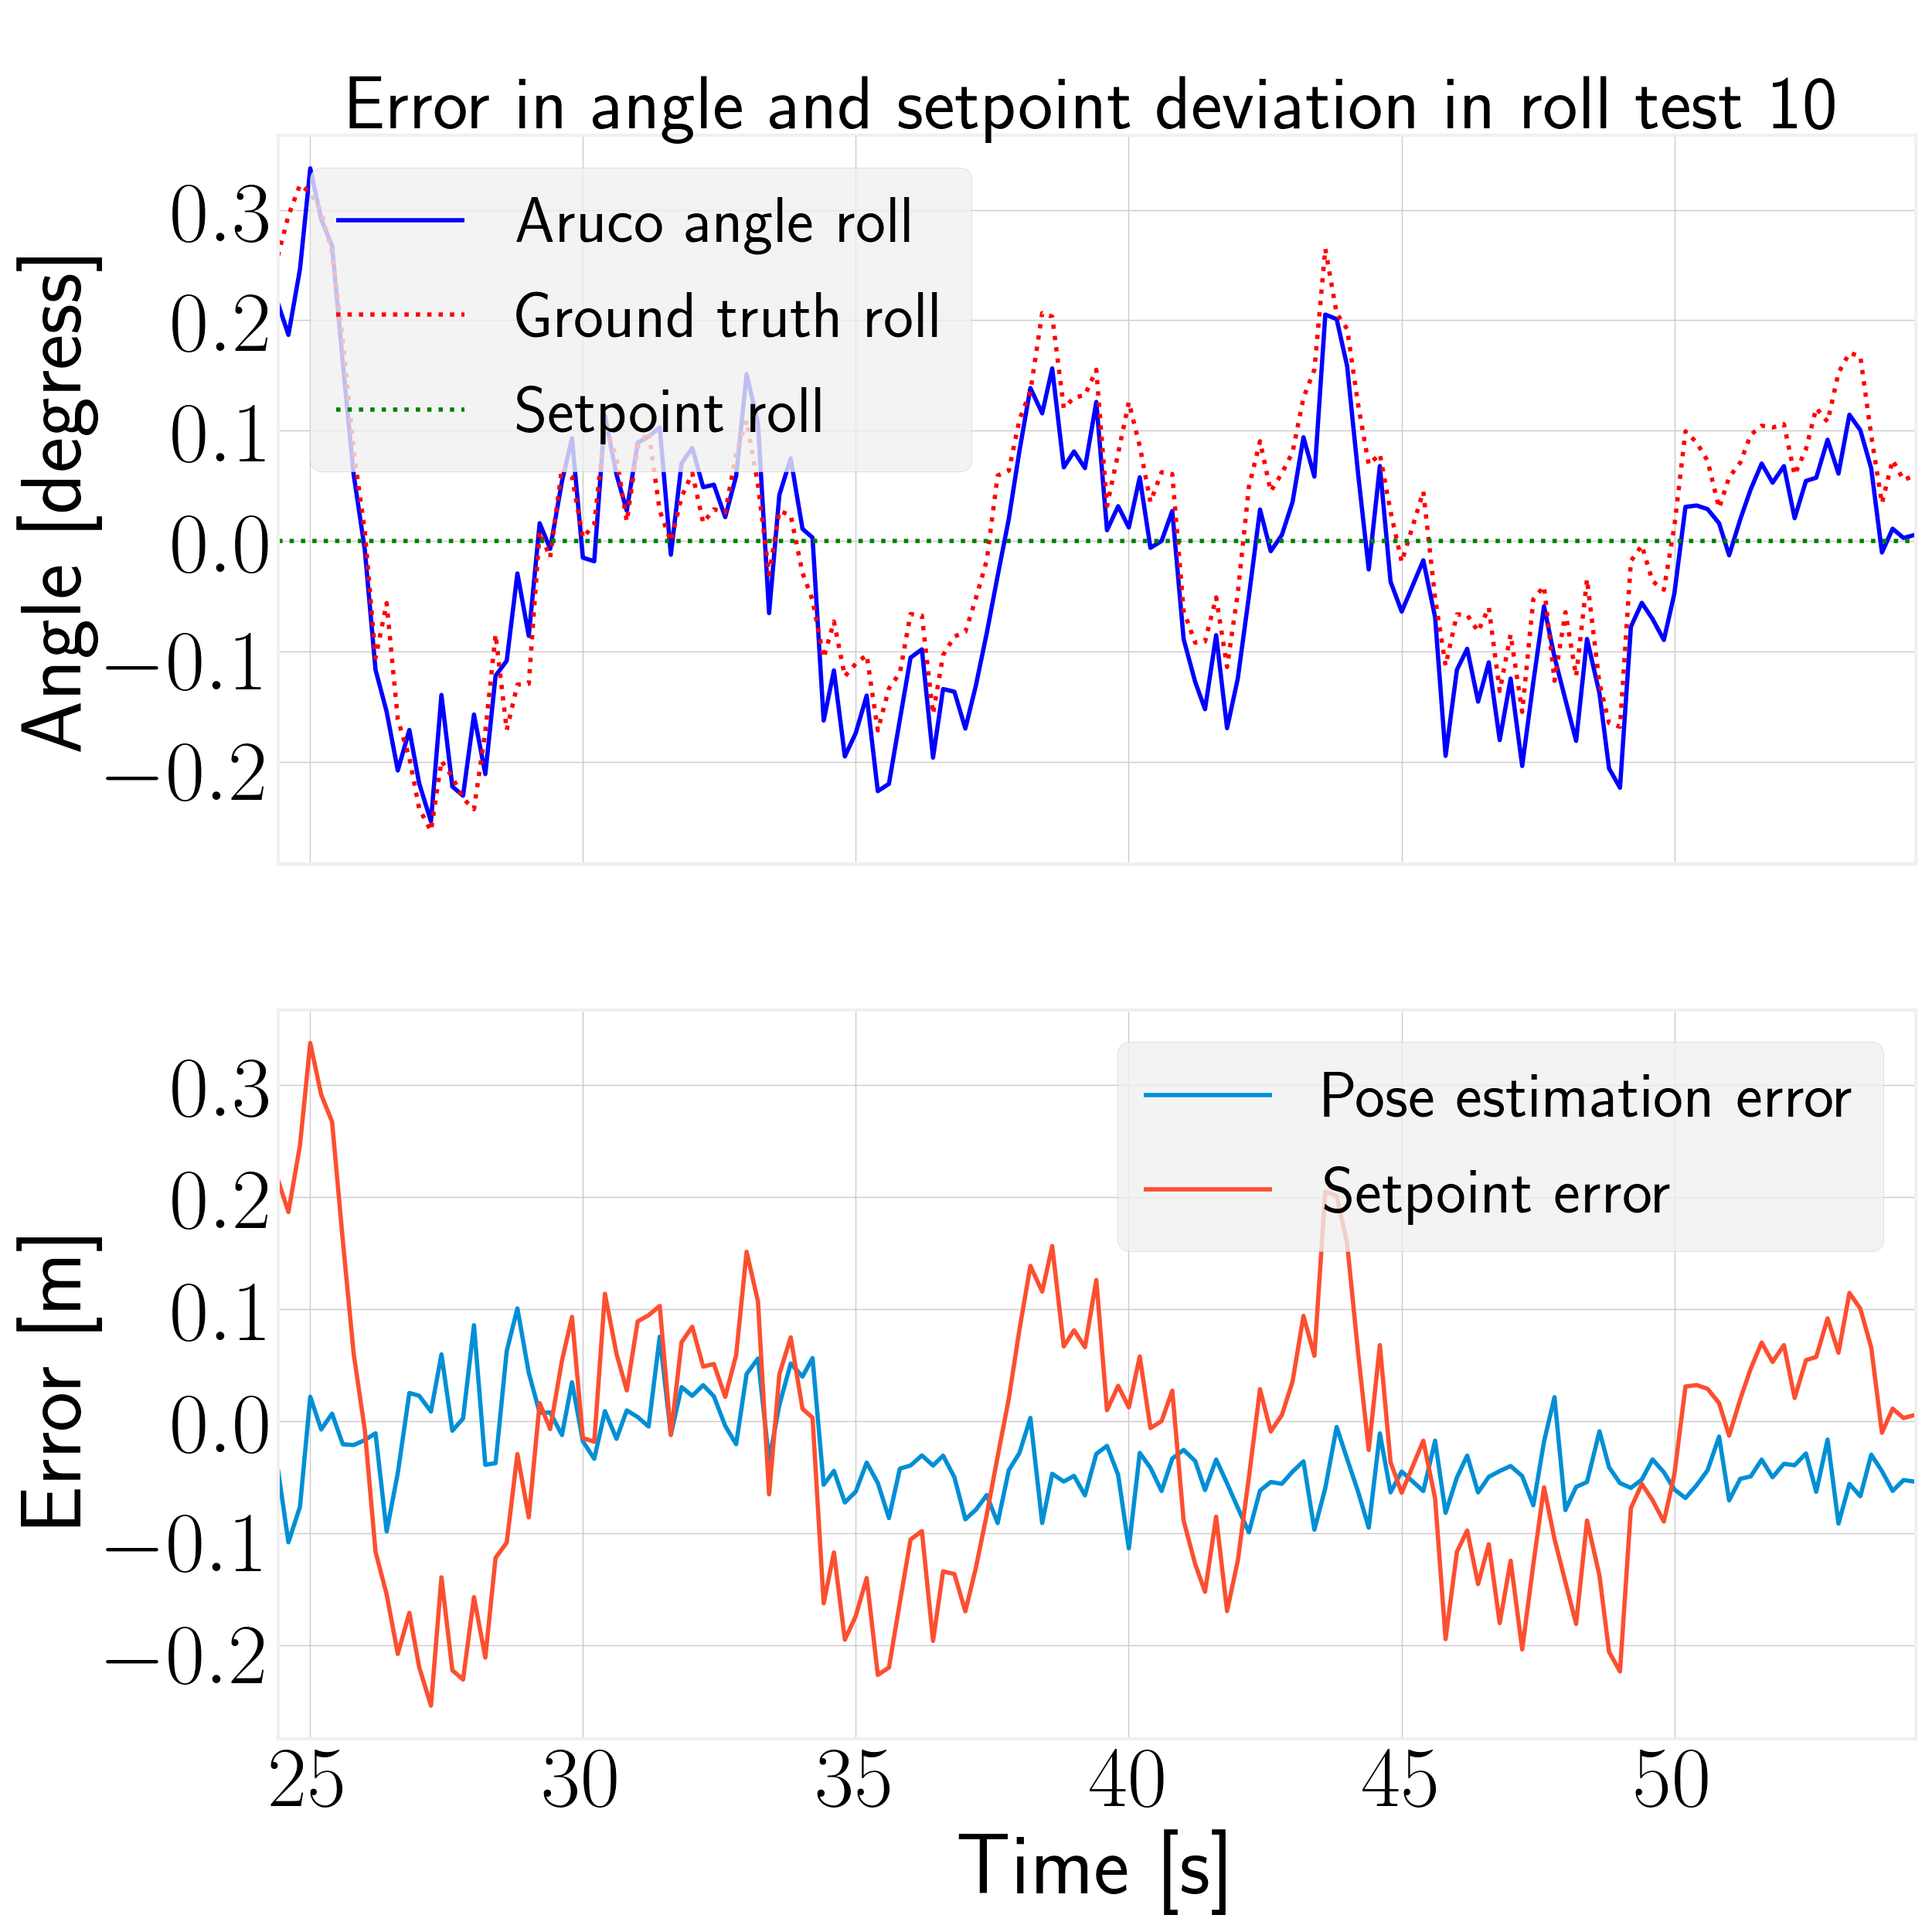 Error in angle and setpoint deviation in roll test 10
Angle [degress]
0.3
0.2
0.1
0.0
−0.1
−0.2
Aruco angle roll
Ground truth roll
Setpoint roll
Error [m]
0.3
0.2
0.1
0.0
−0.1
−0.2
Pose estimation error
Setpoint error
25 30 35 40 45 50
Time [s]